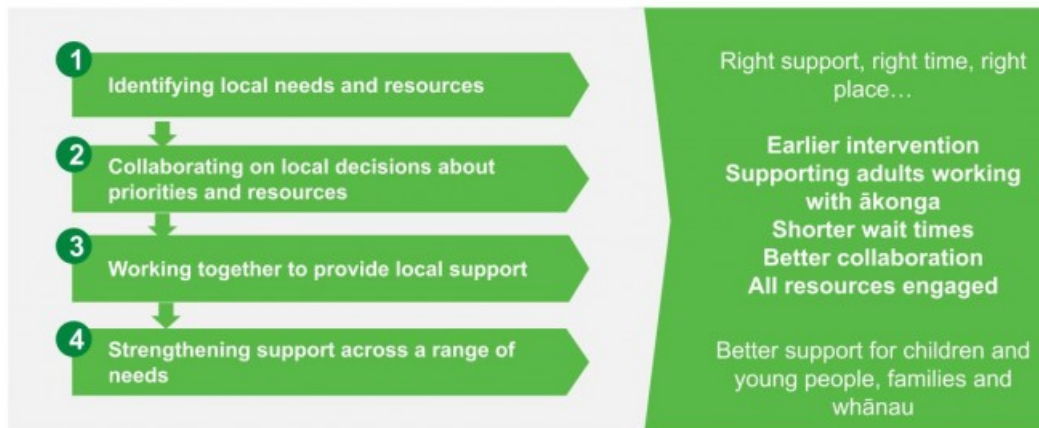 1
Identifying local needs and resources
2
Collaborating on local decisions about
priorities and resources
3
Working together to provide local support
4
Strengthening support across a range of
needs
Right support, right time, right
place…
Earlier intervention
Supporting adults working
with ākonga
Shorter wait times
Better collaboration
All resources engaged
Better support for children and
young people, families and
whānau